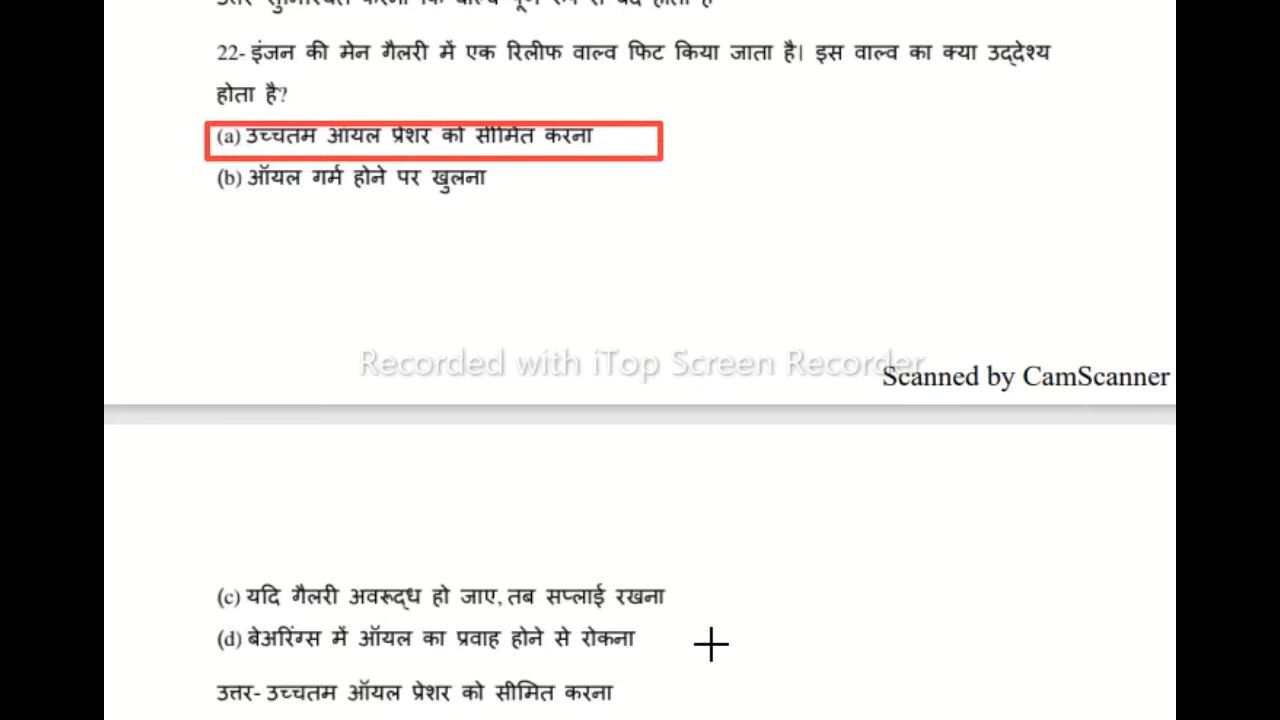 22- इंजन की मेन गैलरी में एक रिलीफ वाल्व फिट किया जाता है। इस वाल्व का क्या उद्देश्य
होता है?
(a) उच्चतम ऑयल प्रेशर को सीमित करना
(b) ऑयल गर्म होने पर खुलना
Recorded with iTop Screen Recorder
Scanned by CamScanner
(c) यदि गैलरी अवरूद्ध हो जाए, तब सप्लाई रखना
(d) बेअरिंग्स में ऑयल का प्रवाह होने से रोकना
उत्तर- उच्चतम ऑयल प्रेशर को सीमित करना